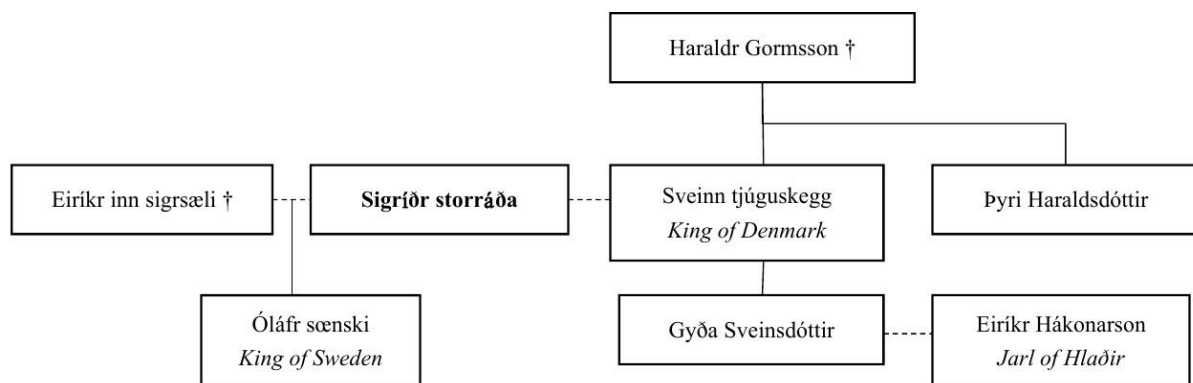 Haraldr Gormsson †
Eiríkr inn sigrsæli †
Sigríðr storráða
Sveinn tjúguskegg
King of Denmark
Þyri Haraldsdóttir
Óláfr sœnski
King of Sweden
Gyða Sveinsdóttir
Eiríkr Hákonarson
Jarl of Hlaðir